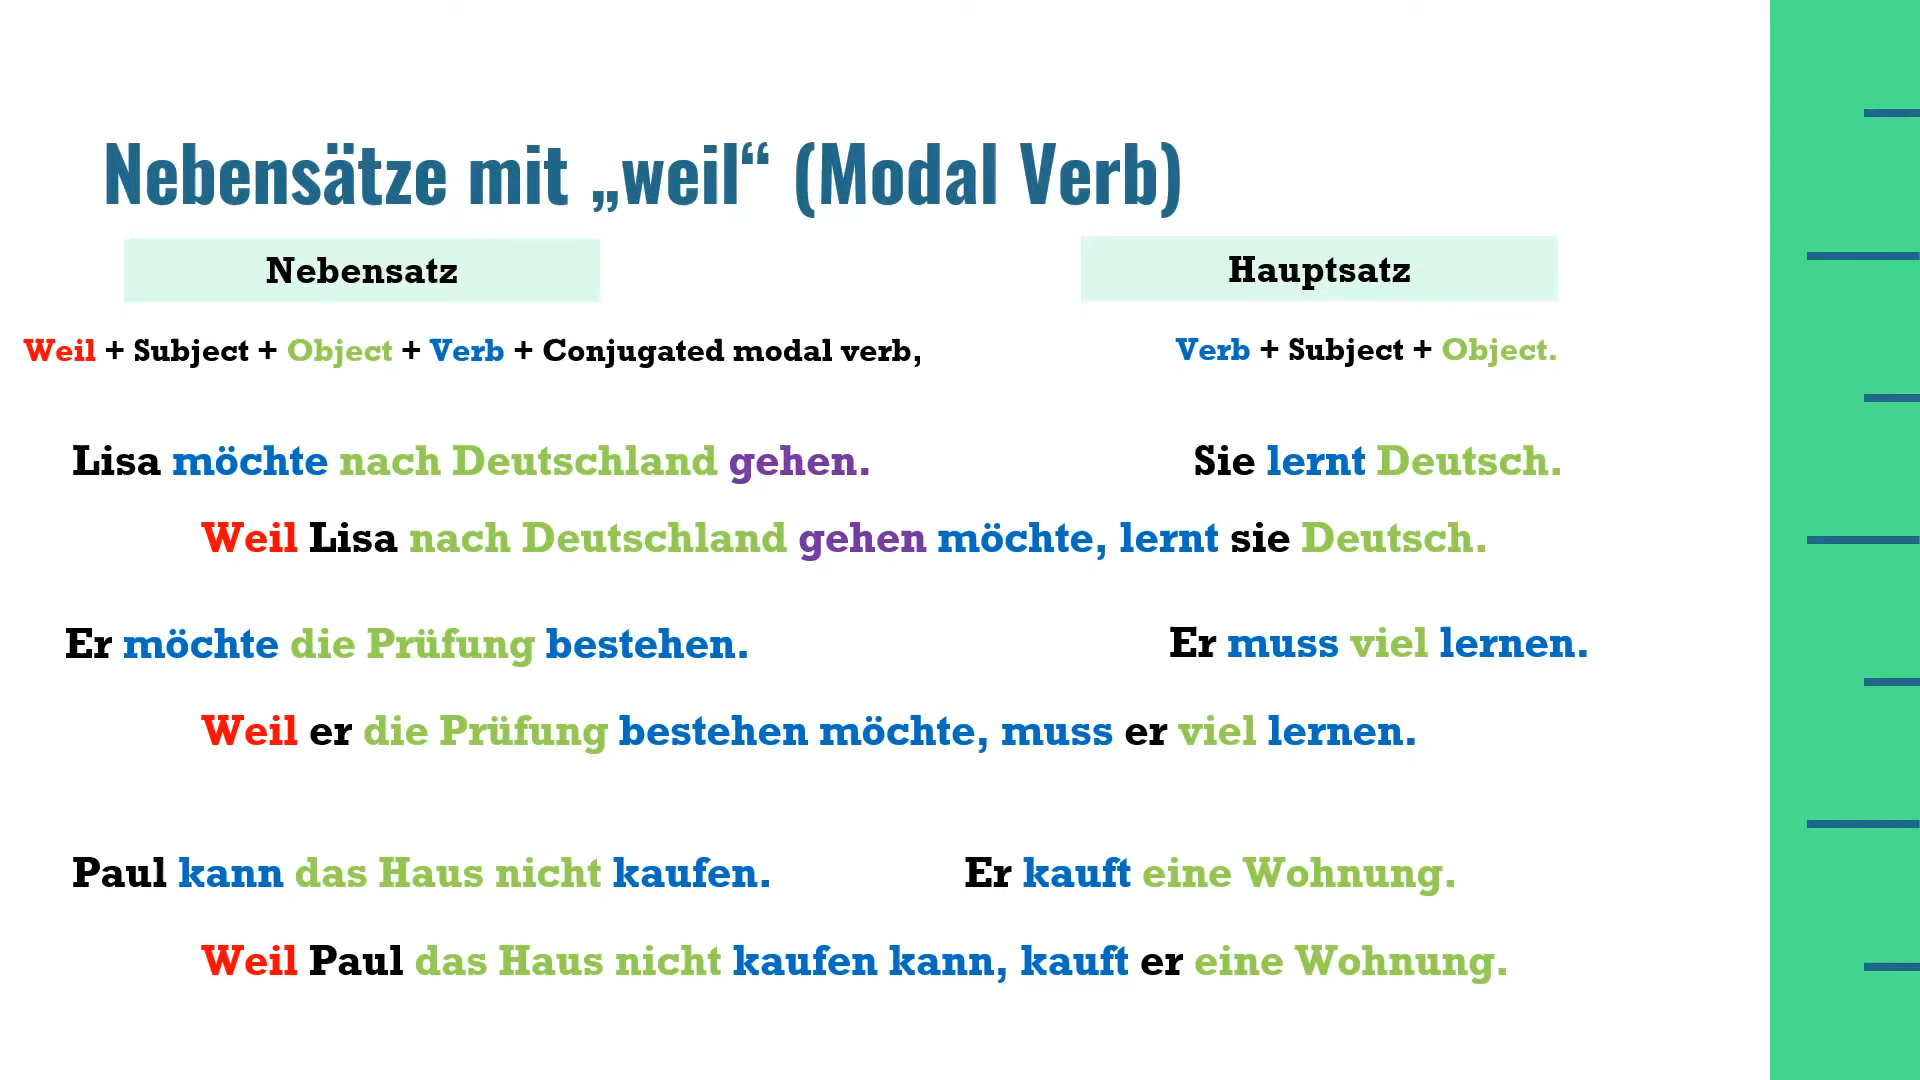 Nebensätze mit „weil“ (Modal Verb)
Nebensatz
Hauptsatz
Weil + Subject + Object + Verb + Conjugated modal verb,
Verb + Subject + Object.
Lisa möchte nach Deutschland gehen.
Sie lernt Deutsch.
Weil Lisa nach Deutschland gehen möchte, lernt sie Deutsch.
Er möchte die Prüfung bestehen.
Er muss viel lernen.
Weil er die Prüfung bestehen möchte, muss er viel lernen.
Paul kann das Haus nicht kaufen.
Er kauft eine Wohnung.
Weil Paul das Haus nicht kaufen kann, kauft er eine Wohnung.